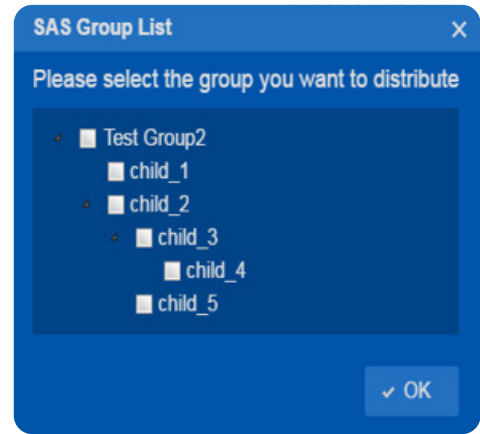 SAS Group List
Please select the group you want to distribute
Test Group2
child_1
child_2
child_3
child_4
child_5
OK